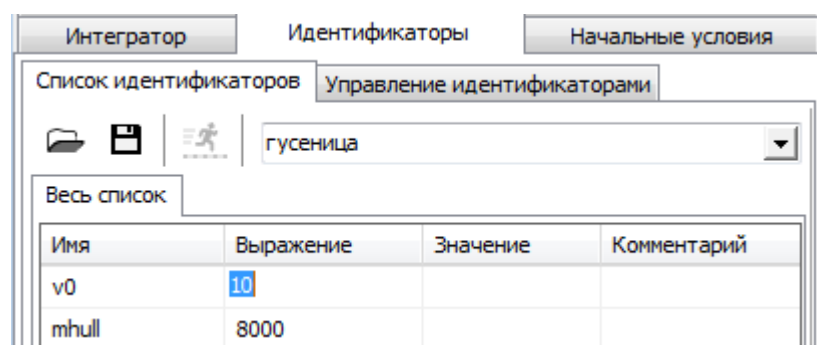 Интегратор Идентификаторы Начальные условия
Список идентификаторов Управление идентификаторами
гусеница
Весь список
Имя Выражение Значение Комментарий
v0 10
mhull 8000